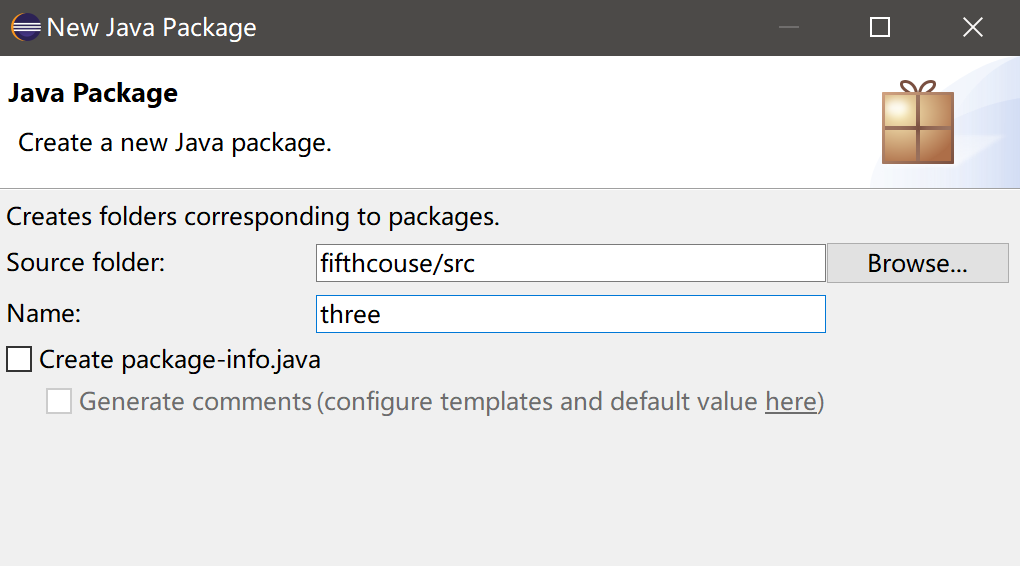 New Java Package
Java Package
Create a new Java package.
Creates folders corresponding to packages.
Source folder: fifthcouse/src Browse...
Name: three
Create package-info.java
Generate comments (configure templates and default value here)